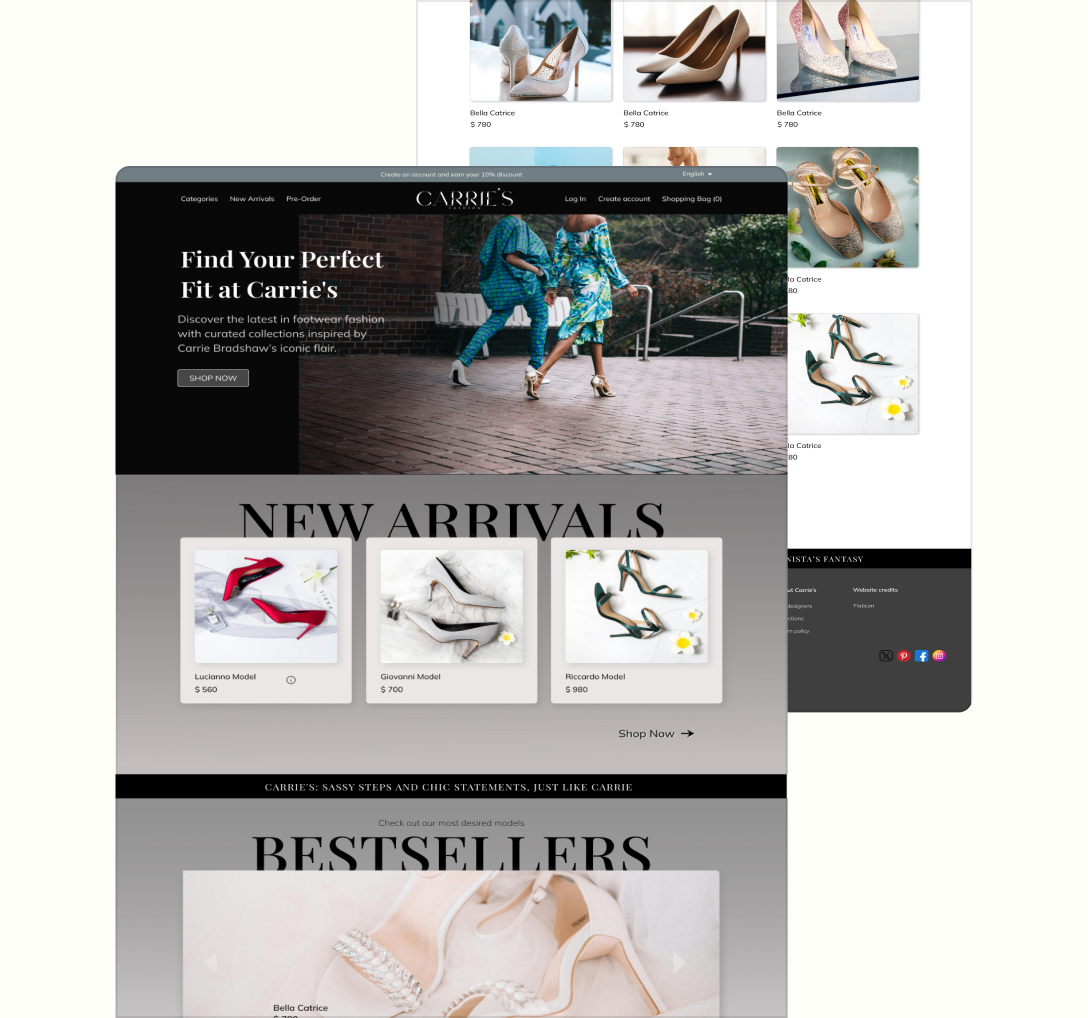 Bella Catrice
$ 780
Bella Catrice
$ 780
Bella Catrice
$ 780
Create an account and earn your 10% discount
English
Categories
New Arrivals
Pre-Order
CARRIE'S
FASHION
Log In
Create account
Shopping Bag (0)
Find Your Perfect
Fit at Carrie's
Discover the latest in footwear fashion
with curated collections inspired by
Carrie Bradshaw's iconic flair.
SHOP NOW
la Catrice
80
la Catrice
80
NEW ARRIVALS
Lucianno Model
$ 560
Giovanni Model
$ 700
Riccardo Model
$ 980
Shop Now
NISTA'S FANTASY
ut Carrie's
designers
ctions
rn policy
Website credits
Flaticon
CARRIE'S: SASSY STEPS AND CHIC STATEMENTS, JUST LIKE CARRIE
Check out our most desired models
BESTSELLERS
Bella Catrice
$ 780